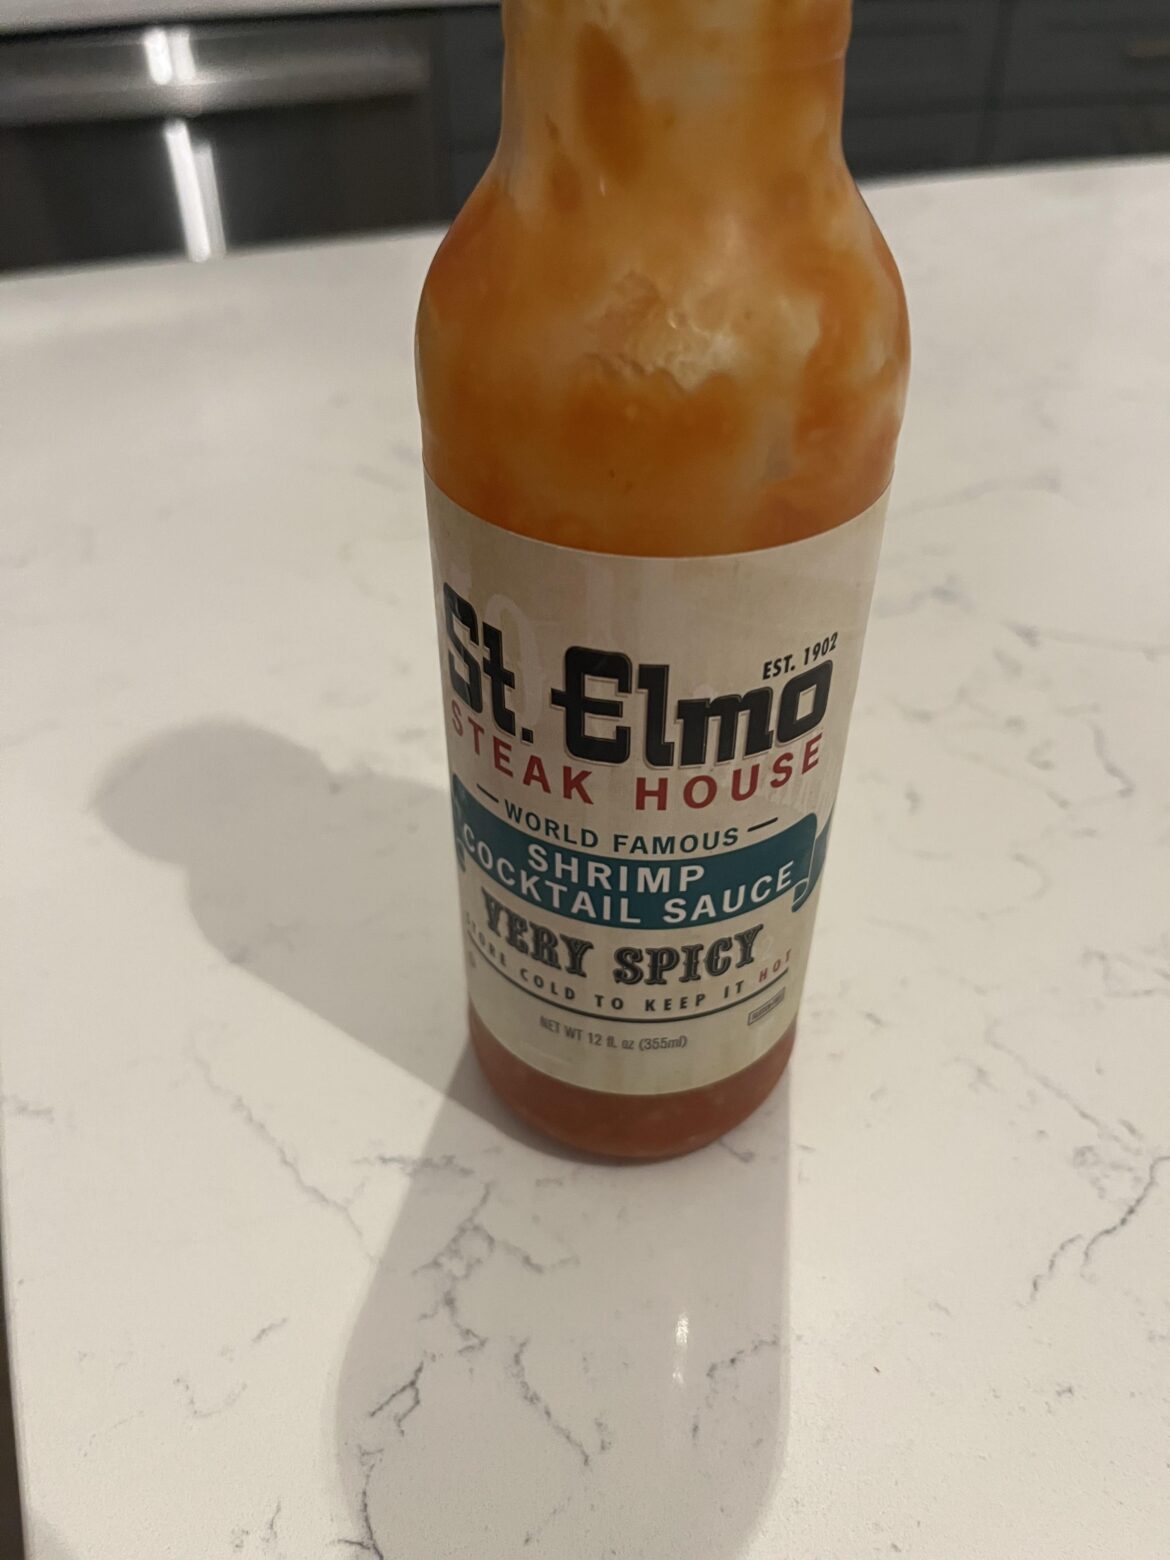 EST. 1902
St. Elmo
STEAK HOUSE
WORLD FAMOUS
SHRIMP
COCKTAIL SAUCE
VERY SPICY
STORE COLD TO KEEP IT HOT
NET WT 12 fl. oz (355ml)